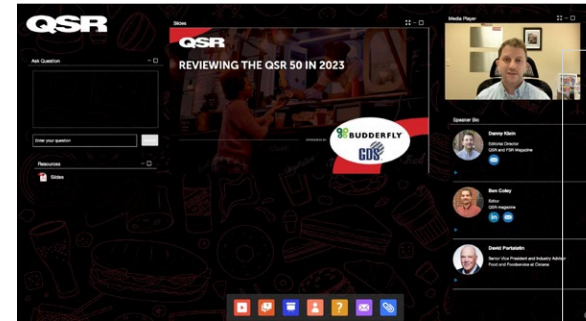 QSR
Ask Question
Enter your question
Resources
Slides
Slides
QSR
REVIEWING THE QSR 50 IN 2023
BUDDERFLY
GDS
Media Player
Speaker Bio
Danny Klein
Editorial Director
QSR and FSR Magazine
Ben Coley
Editor
QSR magazine
in
David Portalatin
Senior Vice President and Industry Advisor
Food and Foodservice at Circana
?